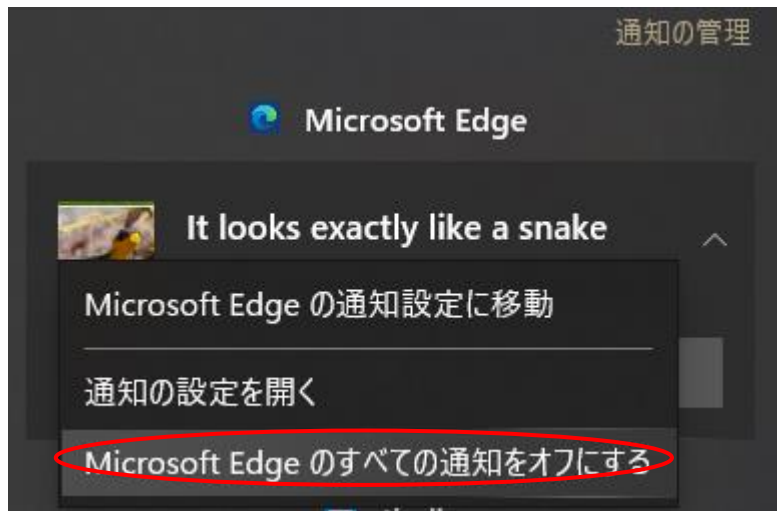 通知の管理
Microsoft Edge
It looks exactly like a snake
Microsoft Edge の通知設定に移動
通知の設定を開く
Microsoft Edge のすべての通知をオフにする